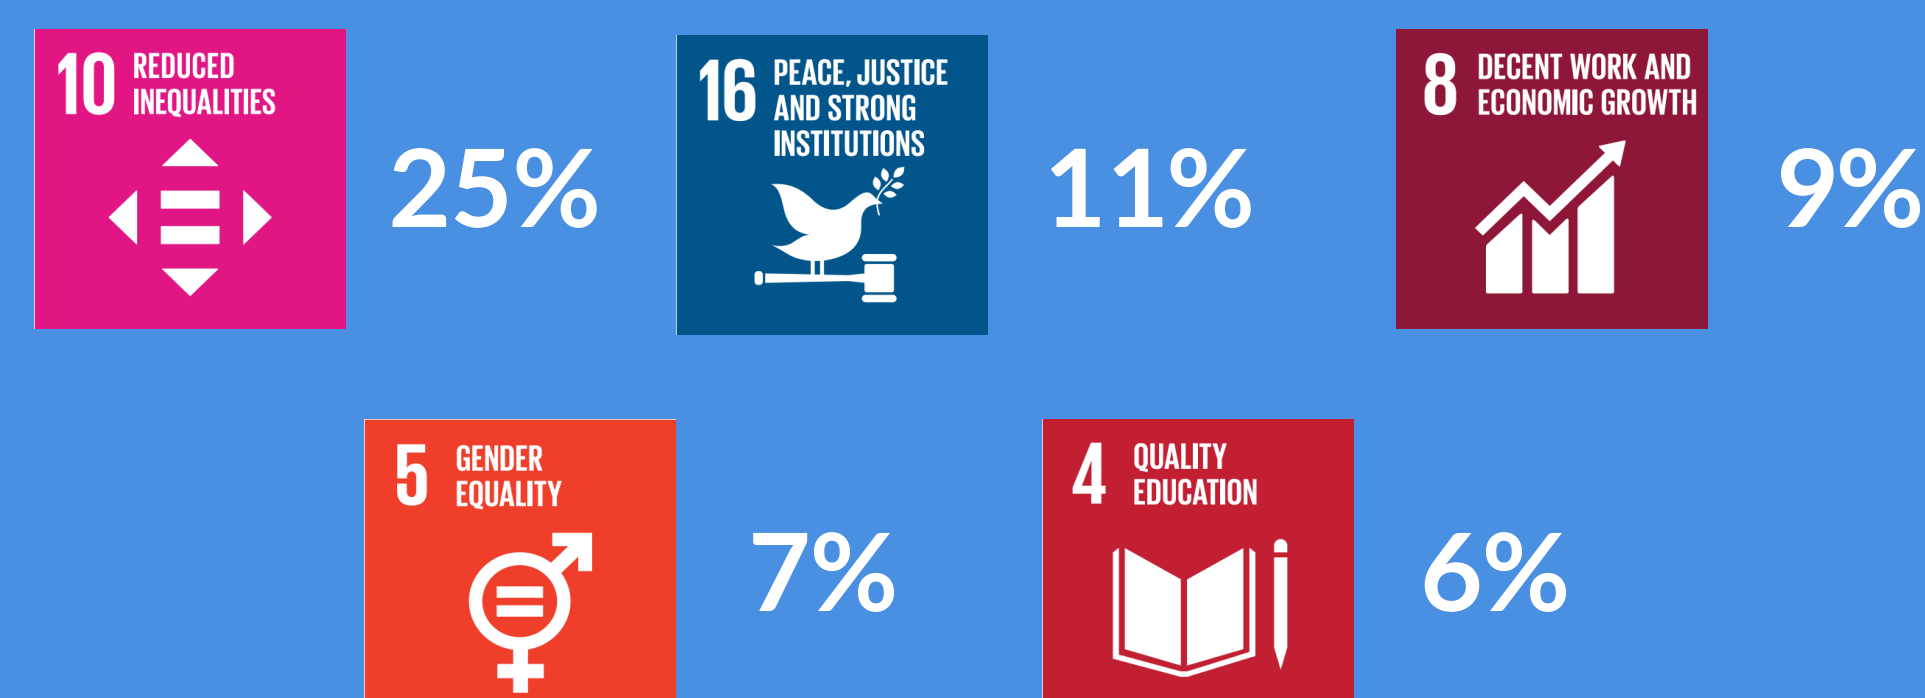 10 REDUCED
INEQUALITIES
25%
16 PEACE, JUSTICE
AND STRONG
INSTITUTIONS
11%
8 DECENT WORK AND
ECONOMIC GROWTH
9%
5 GENDER
EQUALITY
7%
4 QUALITY
EDUCATION
6%